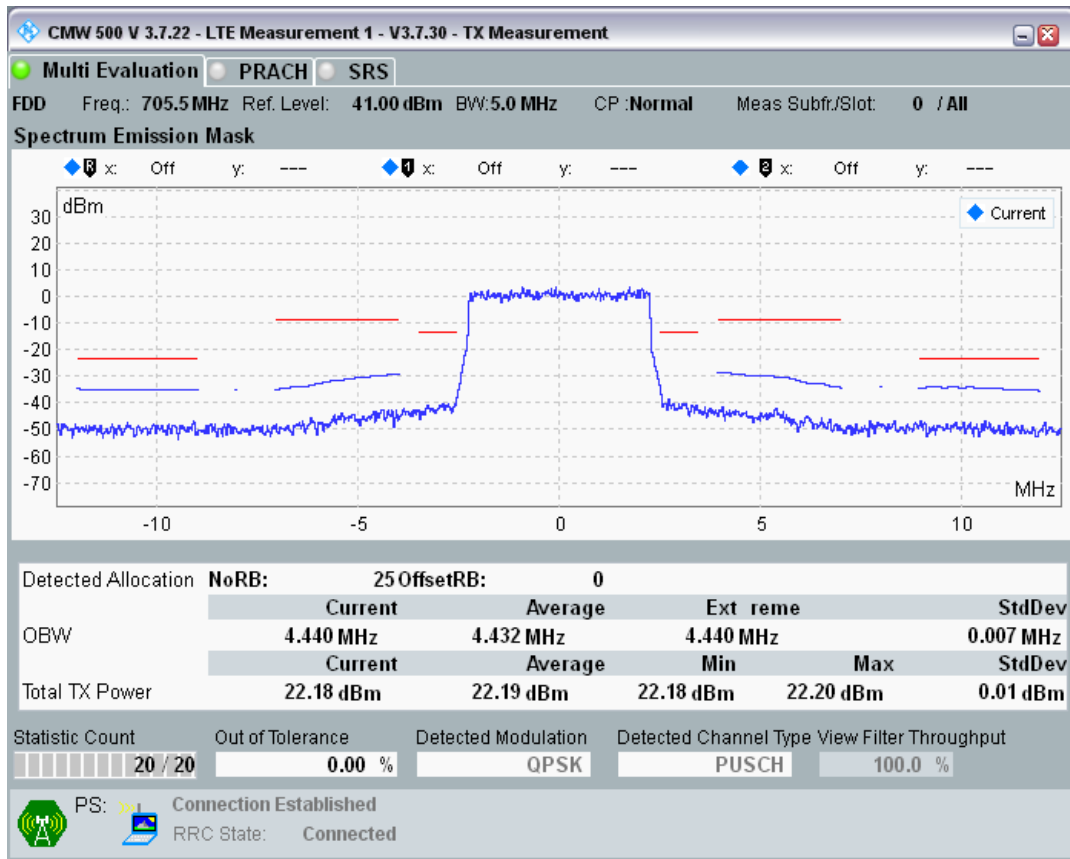 CMW 500 V 3.7.22 - LTE Measurement 1 - V3.7.30 - TX Measurement
Multi Evaluation PRACH SRS
FDD Freq.: 705.5 MHz Ref. Level: 41.00 dBm BW:5.0 MHz CP :Normal Meas Subfr./Slot: 0 / All
Spectrum Emission Mask
R x: Off y: --- 1 x: Off y: --- 2 x: Off y: ---
dBm
Current
30
20
10
0
-10
-20
-30
-40
-50
-60
-70
MHz
-10 -5 0 5 10
Detected Allocation NoRB: 25 OffsetRB: 0
Current Average Ext reme StdDev
OBW 4.440 MHz 4.432 MHz 4.440 MHz 0.007 MHz
Current Average Min Max StdDev
Total TX Power 22.18 dBm 22.19 dBm 22.18 dBm 22.20 dBm 0.01 dBm
Statistic Count Out of Tolerance Detected Modulation Detected Channel Type View Filter Throughput
20 / 20 0.00 % QPSK PUSCH 100.0 %
PS: Connection Established
RRC State: Connected